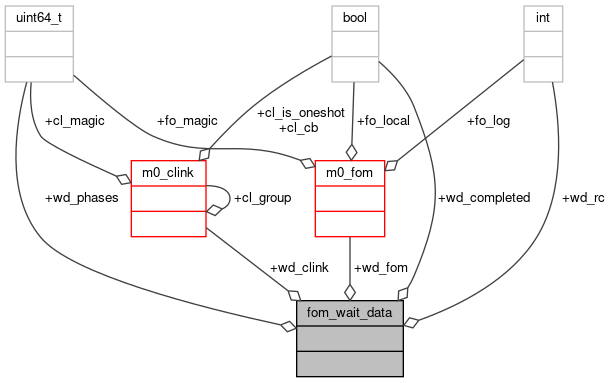 uint64_t
bool
int
+cl_magic
+fo_magic
+cl_is_oneshot
+cl_cb
+fo_local
+fo_log
m0_clink
m0_fom
+wd_phases
+cl_group
+wd_completed
+wd_rc
+wd_clink
+wd_fom
fom_wait_data